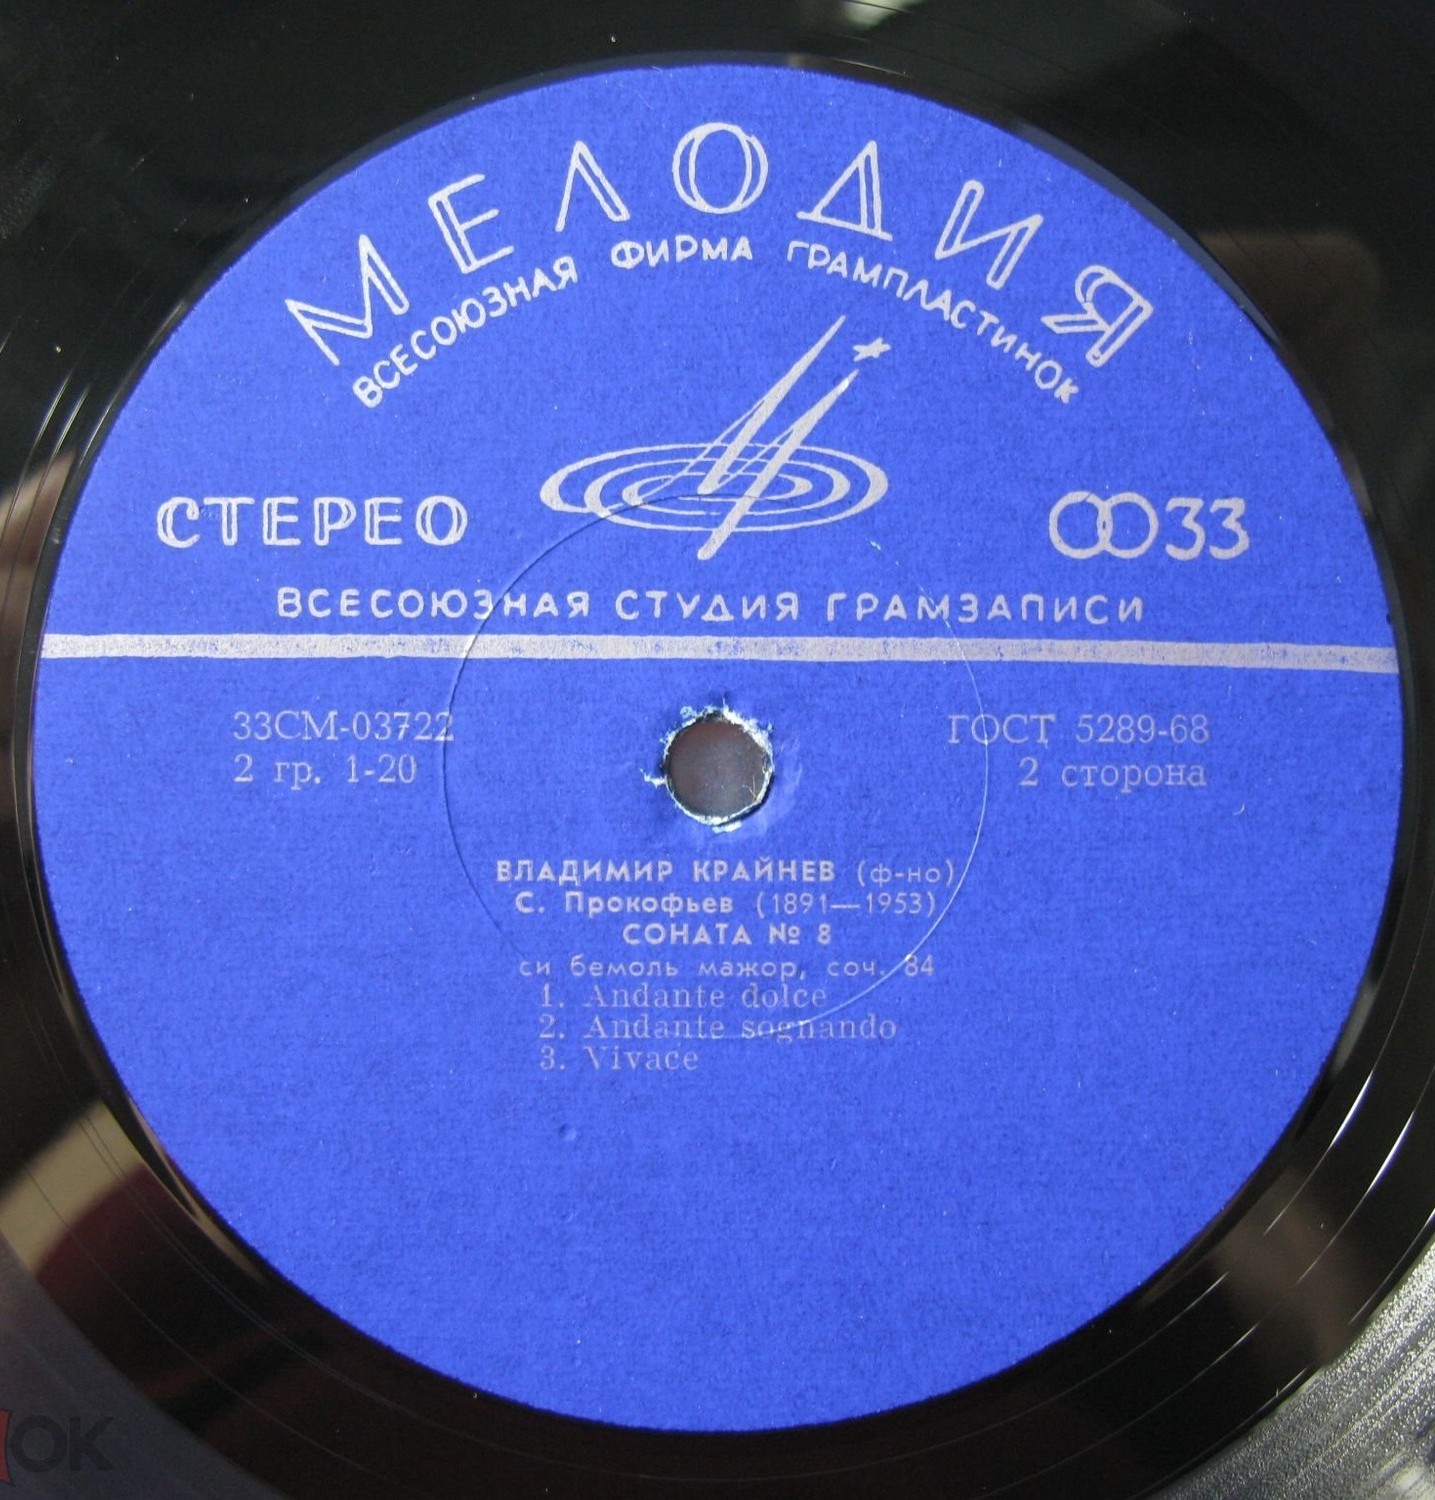 МЕЛОДИЯ
ВСЕСОЮЗНАЯ ФИРМА ГРАМПЛАСТИНОК
СТЕРЕО
33
ВСЕСОЮЗНАЯ СТУДИЯ ГРАМЗАПИСИ
33СМ-03722
ГОСТ 5289-68
2 гр. 1-20
2 сторона
ВЛАДИМИР КРАЙНЕВ (ф-но)
С. Прокофьев (1891—1953)
СОНАТА № 8
си бемоль мажор, соч. 84
1. Andante dolce
2. Andante sognando
3. Vivace
ОК